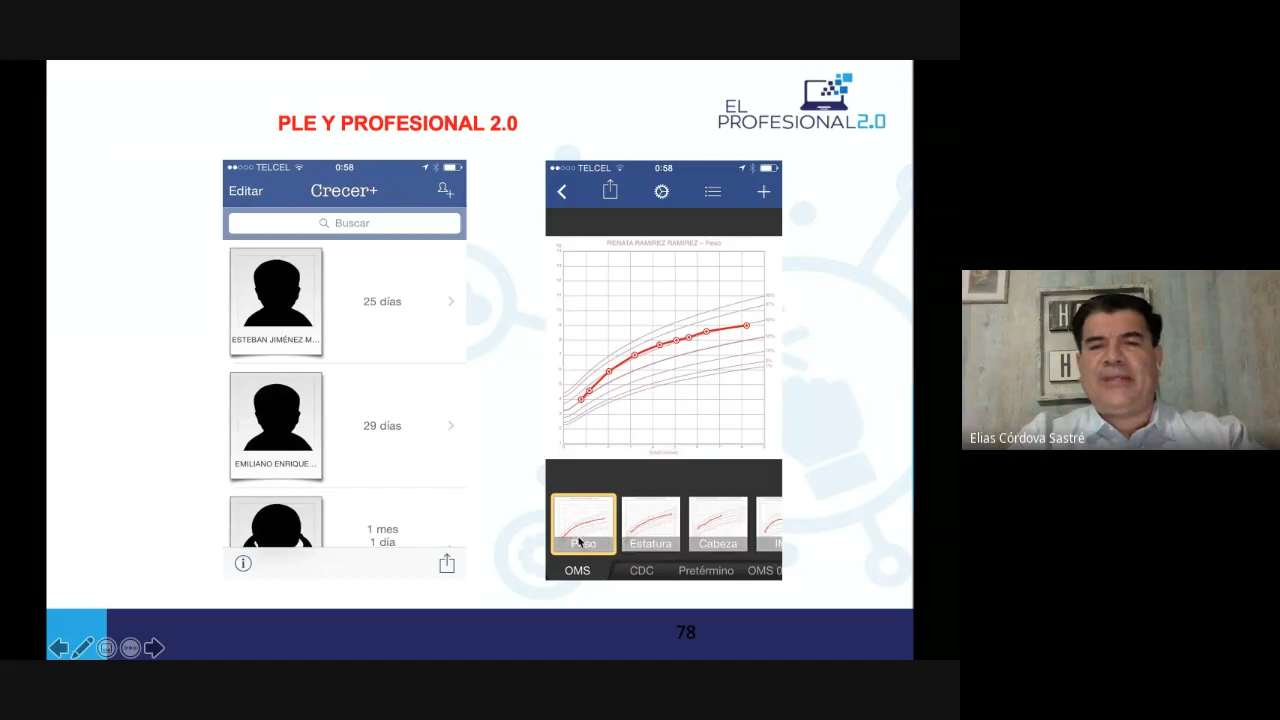 EL
PROFESIONAL2.0
PLE Y PROFESIONAL 2.0
TELCEL 0:58
Editar Crecer+
Buscar
25 días
ESTEBAN JIMÉNEZ M...
29 días
EMILIANO ENRIQUE...
1 mes
1 día
TELCEL 0:58
RENATA RAMIREZ RAMIREZ – Peso
Peso Estatura Cabeza
OMS CDC Pretérmino OMS
78
H
H
Elias Córdova Sastré